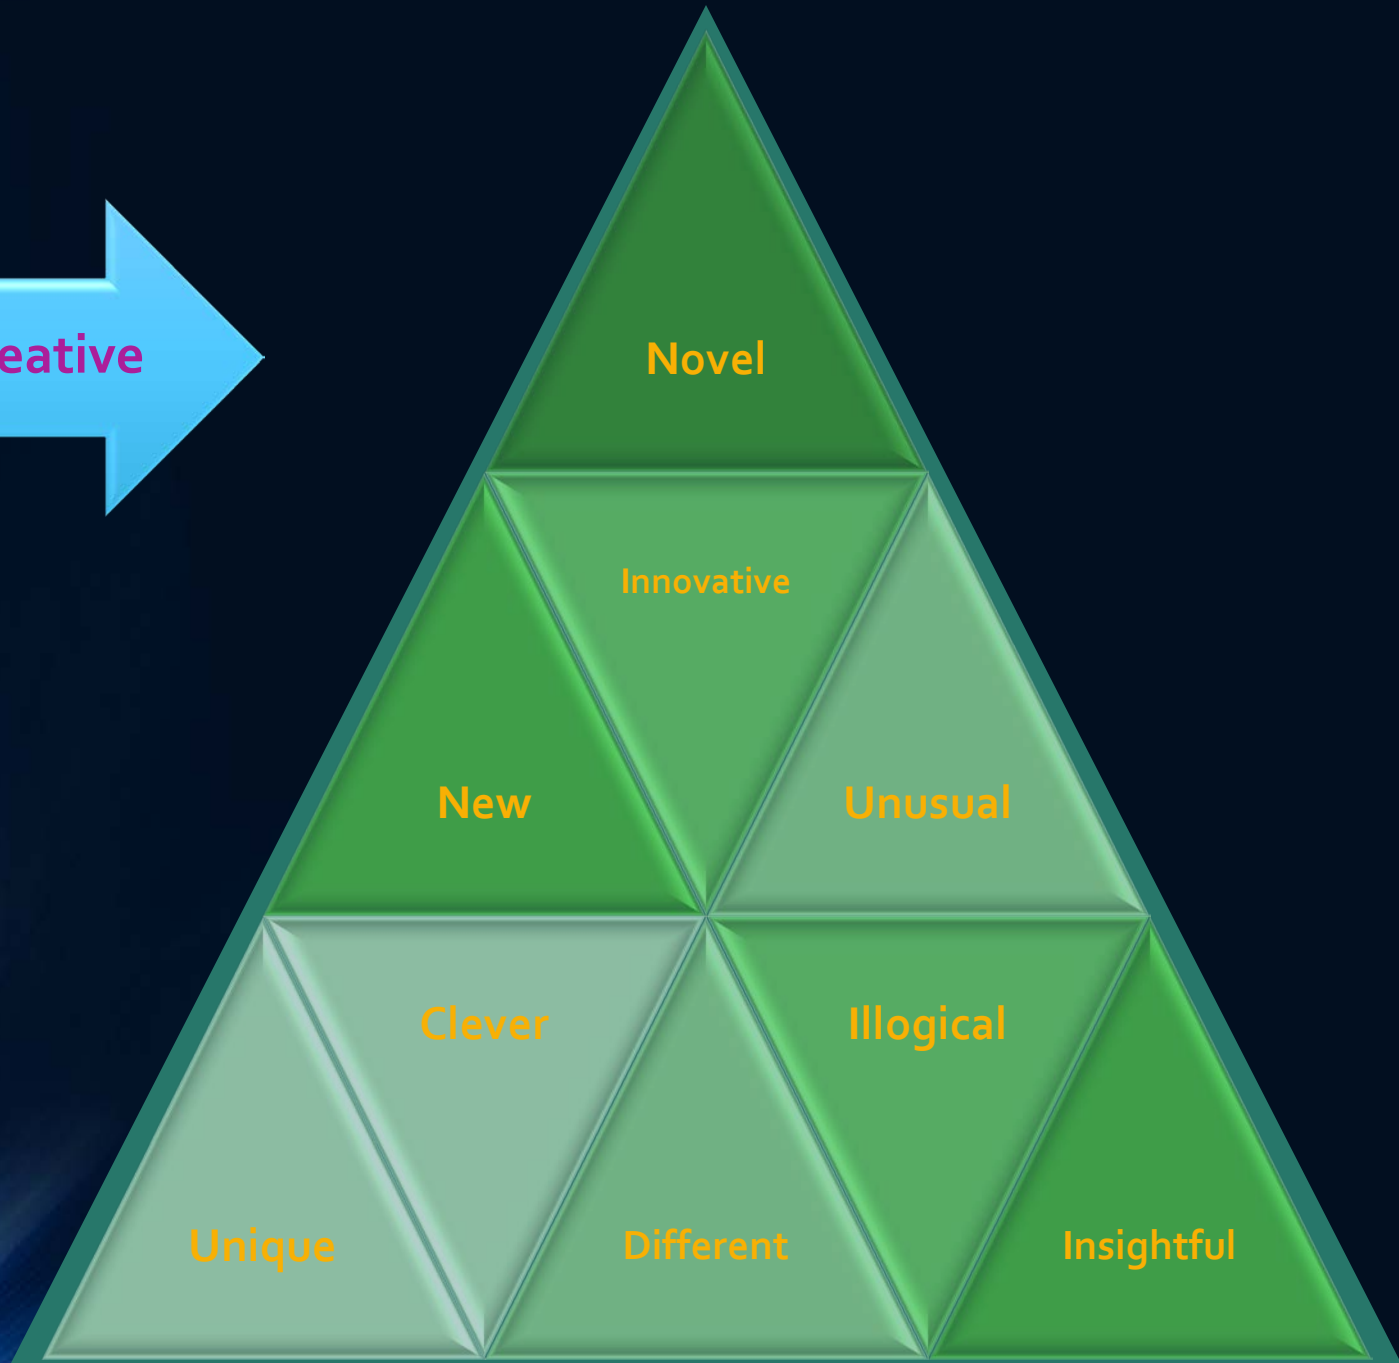 eative
Novel
Innovative
New
Unusual
Clever
Illogical
Unique
Different
Insightful